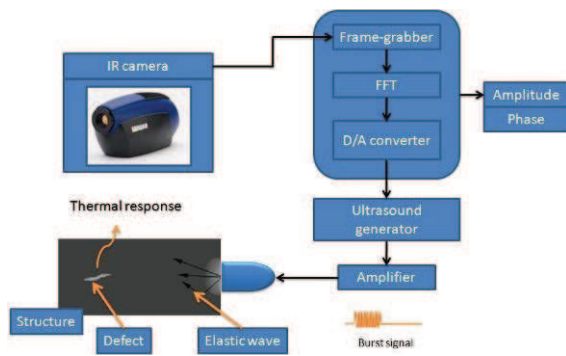 IR camera
Frame-grabber
FFT
D/A converter
Amplitude
Phase
Ultrasound
generator
Amplifier
Burst signal
Thermal response
Structure
Defect
Elastic wave